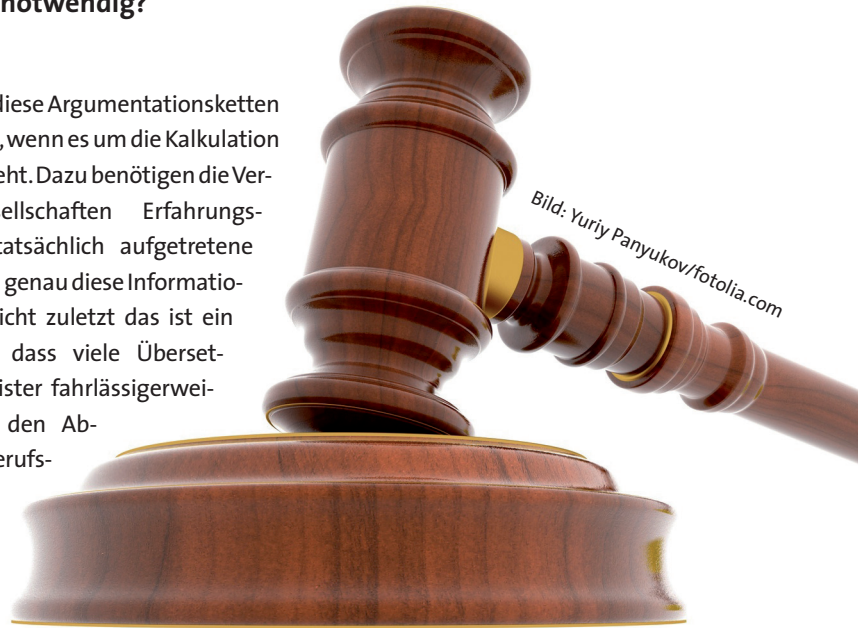 notwendig?
diese Argumentationsketten
, wenn es um die Kalkulation
eht. Dazu benötigen die Ver-
ellschaften Erfahrungs-
tatsächlich aufgetretene
genau diese Informatio-
icht zuletzt das ist ein
dass viele Überset-
ister fahrlässigerwei-
den Ab-
erufs-
Bild: Yuriy Panyukov/fotolia.com